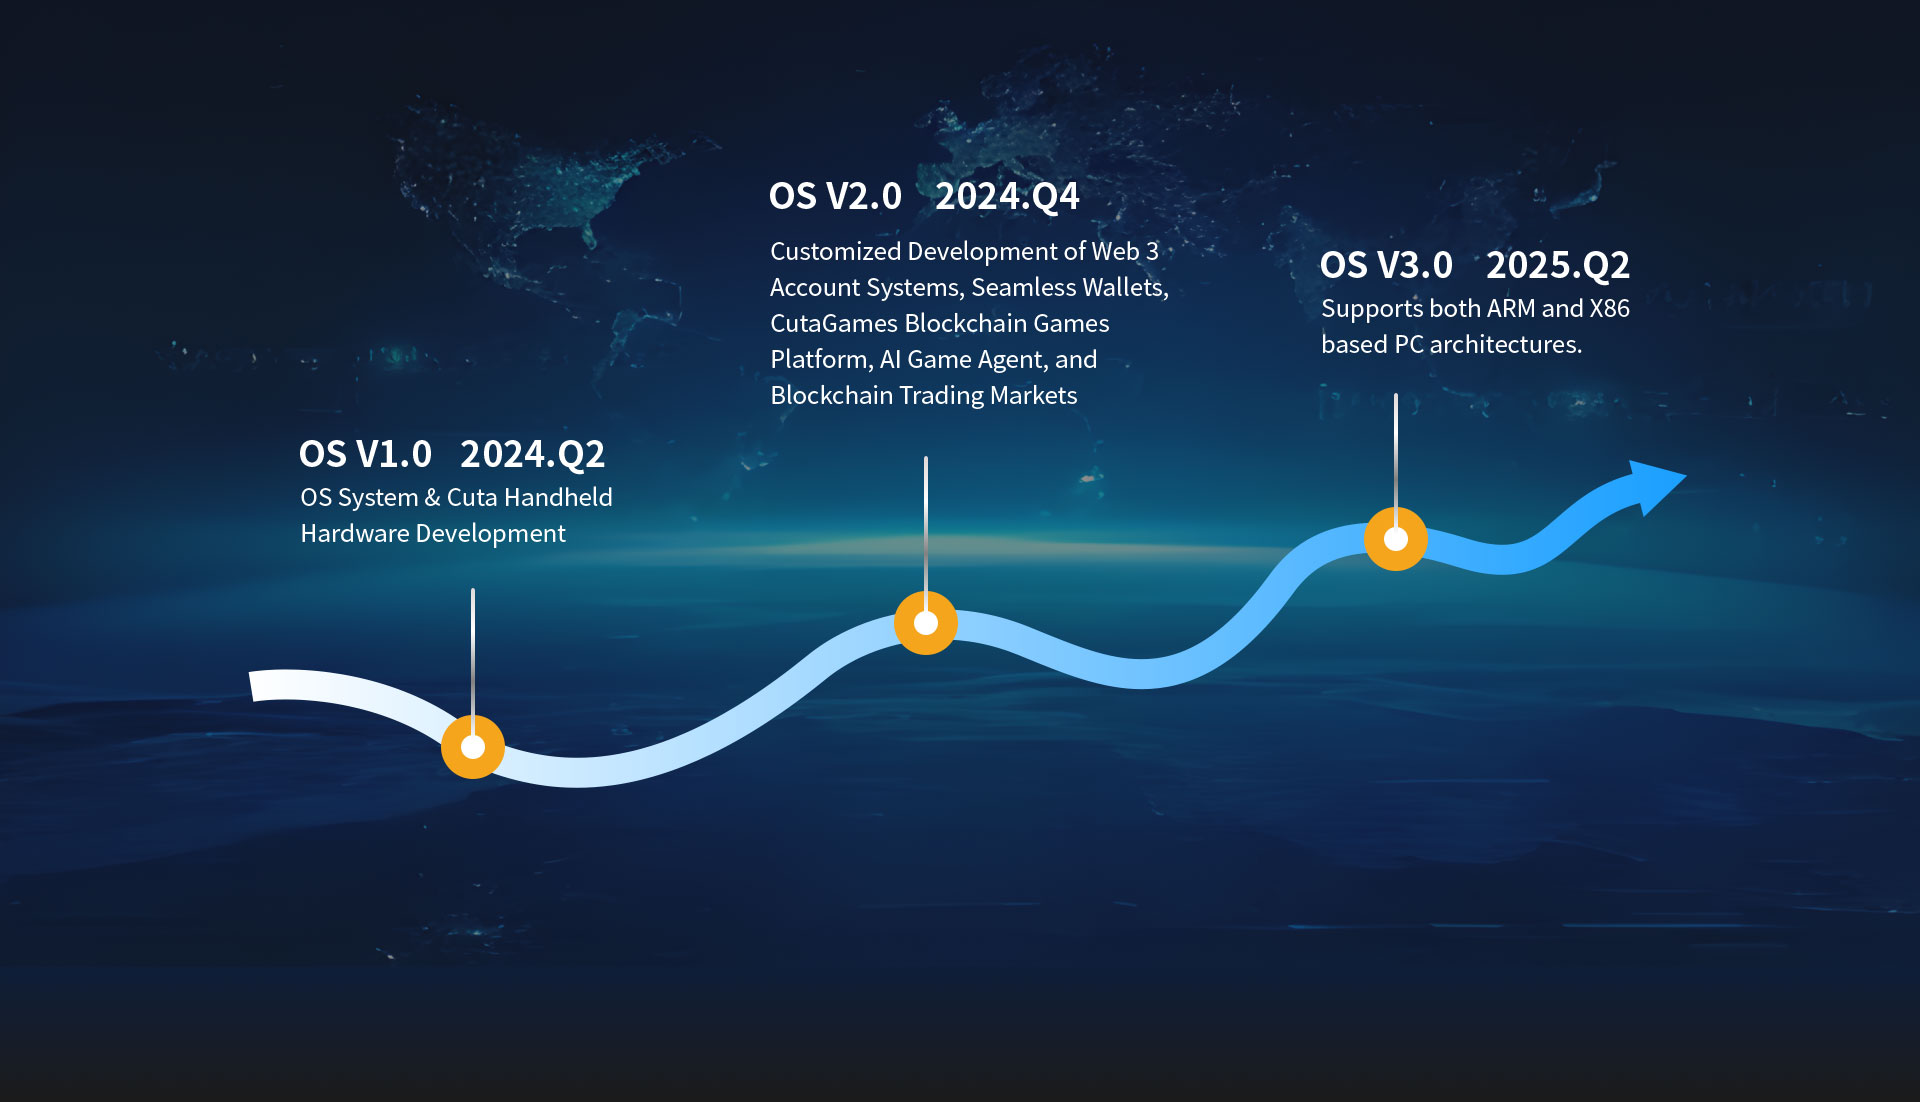 OS V1.0 2024.Q2
OS System & Cuta Handheld
Hardware Development
OS V2.0 2024.Q4
Customized Development of Web 3
Account Systems, Seamless Wallets,
CutaGames Blockchain Games
Platform, AI Game Agent, and
Blockchain Trading Markets
OS V3.0 2025.Q2
Supports both ARM and X86
based PC architectures.